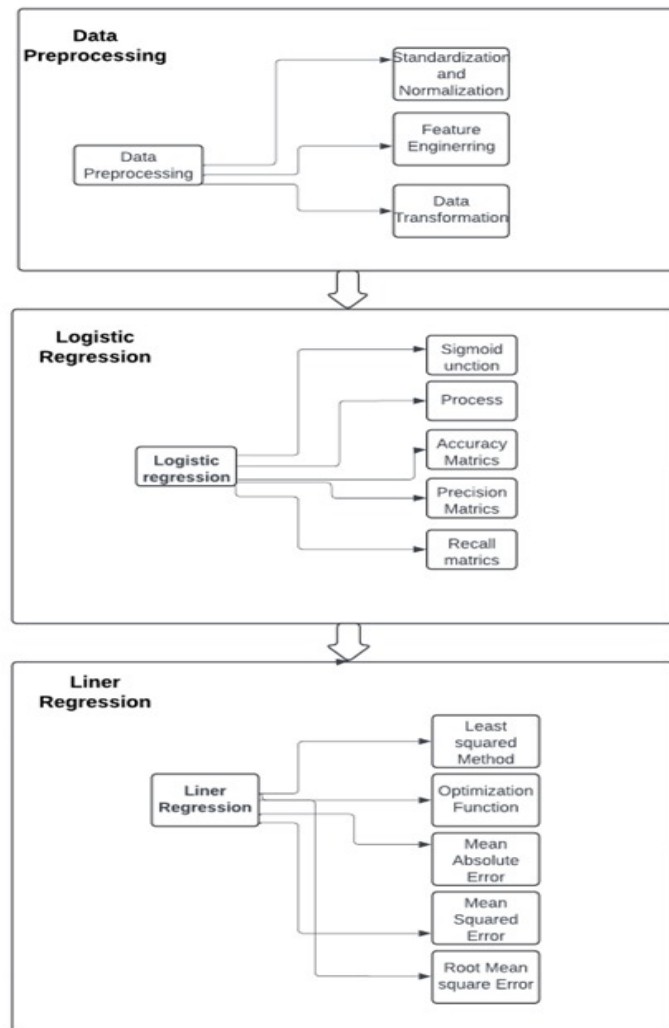 Data
Preprocessing
Standardization
and
Normalization
Feature
Enginerring
Data
Preprocessing
Data
Transformation
Logistic
Regression
Sigmoid
unction
Process
Accuracy
Matrics
Logistic
regression
Precision
Matrics
Recall
matrics
Liner
Regression
Least
squared
Method
Liner
Regression
Optimization
Function
Mean
Absolute
Error
Mean
Squared
Error
Root Mean
square Error